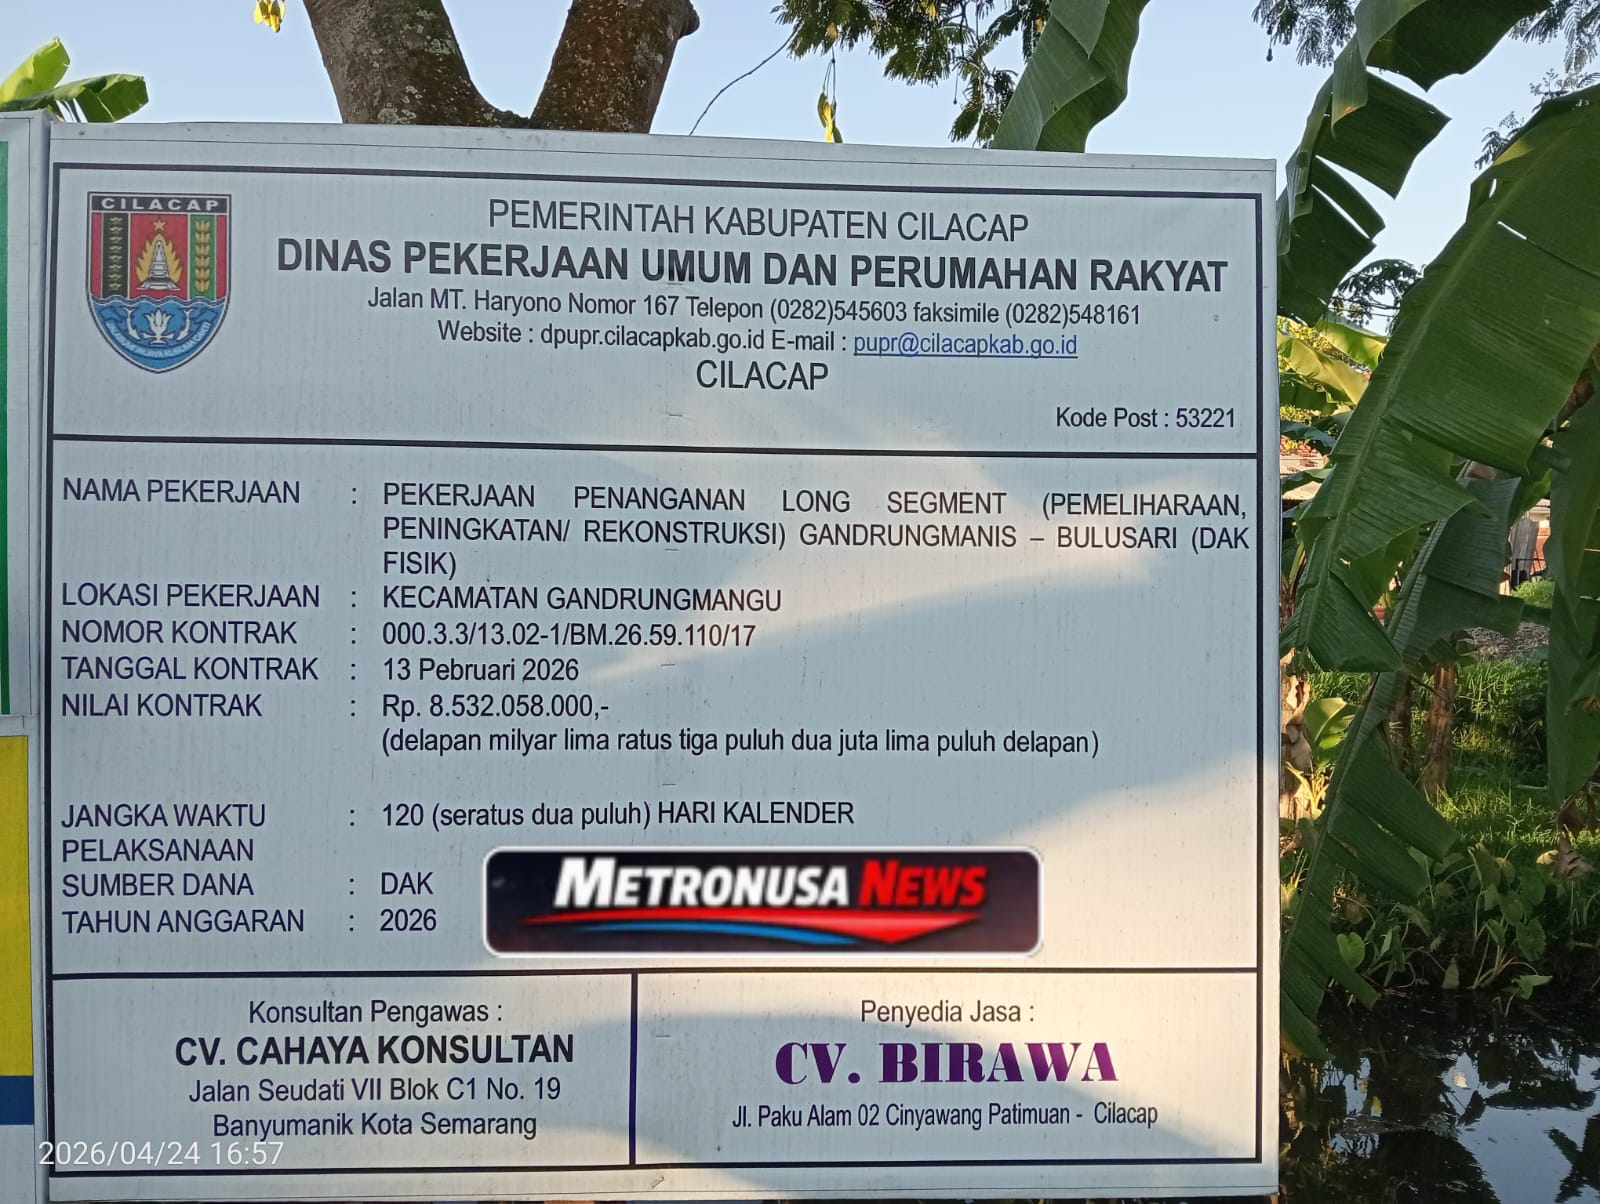 CILACAP
PEMERINTAH KABUPATEN CILACAP
DINAS PEKERJAAN UMUM DAN PERUMAHAN RAKYAT
Jalan MT. Haryono Nomor 167 Telepon (0282)545603 faksimile (0282)548161
Website : dpupr.cilacapkab.go.id E-mail : pupr@cilacapkab.go.id
CILACAP
Kode Post : 53221
NAMA PEKERJAAN : PEKERJAAN PENANGANAN LONG SEGMENT (PEMELIHARAAN,
PENINGKATAN/ REKONSTRUKSI) GANDRUNGMANIS – BULUSARI (DAK
FISIK)
LOKASI PEKERJAAN : KECAMATAN GANDRUNGMANGU
NOMOR KONTRAK : 000.3.3/13.02-1/BM.26.59.110/17
TANGGAL KONTRAK : 13 Pebruari 2026
NILAI KONTRAK : Rp. 8.532.058.000,-
(delapan milyar lima ratus tiga puluh dua juta lima puluh delapan)
JANGKA WAKTU : 120 (seratus dua puluh) HARI KALENDER
PELAKSANAAN
SUMBER DANA : DAK
TAHUN ANGGARAN : 2026
METRONUSA NEWS
Konsultan Pengawas :
CV. CAHAYA KONSULTAN
Jalan Seudati VII Blok C1 No. 19
Banyumanik Kota Semarang
Penyedia Jasa :
CV. BIRAWA
Jl. Paku Alam 02 Cinyawang Patimuan - Cilacap
2026/04/24 16:57